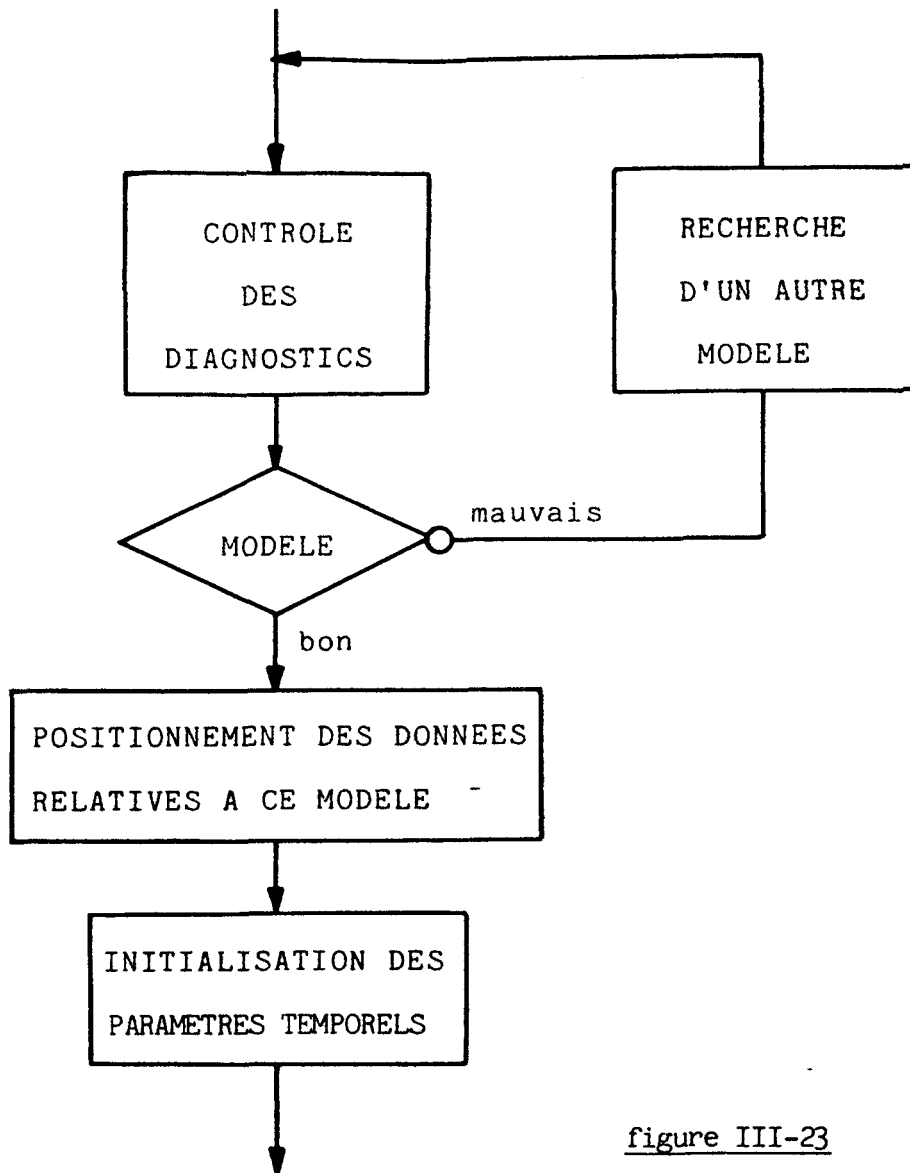 CONTROLE
DES
DIAGNOSTICS
RECHERCHE
D'UN AUTRE
MODELE
MODELE
mauvais
bon
POSITIONNEMENT DES DONNEES
RELATIVES A CE MODELE
INITIALISATION DES
PARAMETRES TEMPORELS
figure III-23